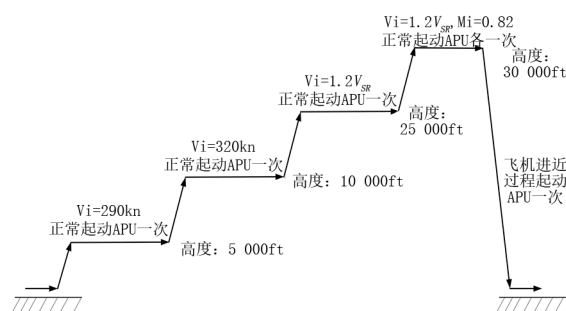 Vi=1.2V_SR,Mi=0.82
正常起动APU各一次
高度:
30 000ft
Vi=1.2V_SR
正常起动APU一次
高度:
25 000ft
Vi=320kn
正常起动APU一次
高度: 10 000ft
飞机进近
过程起动
APU一次
Vi=290kn
正常起动APU一次
高度: 5 000ft